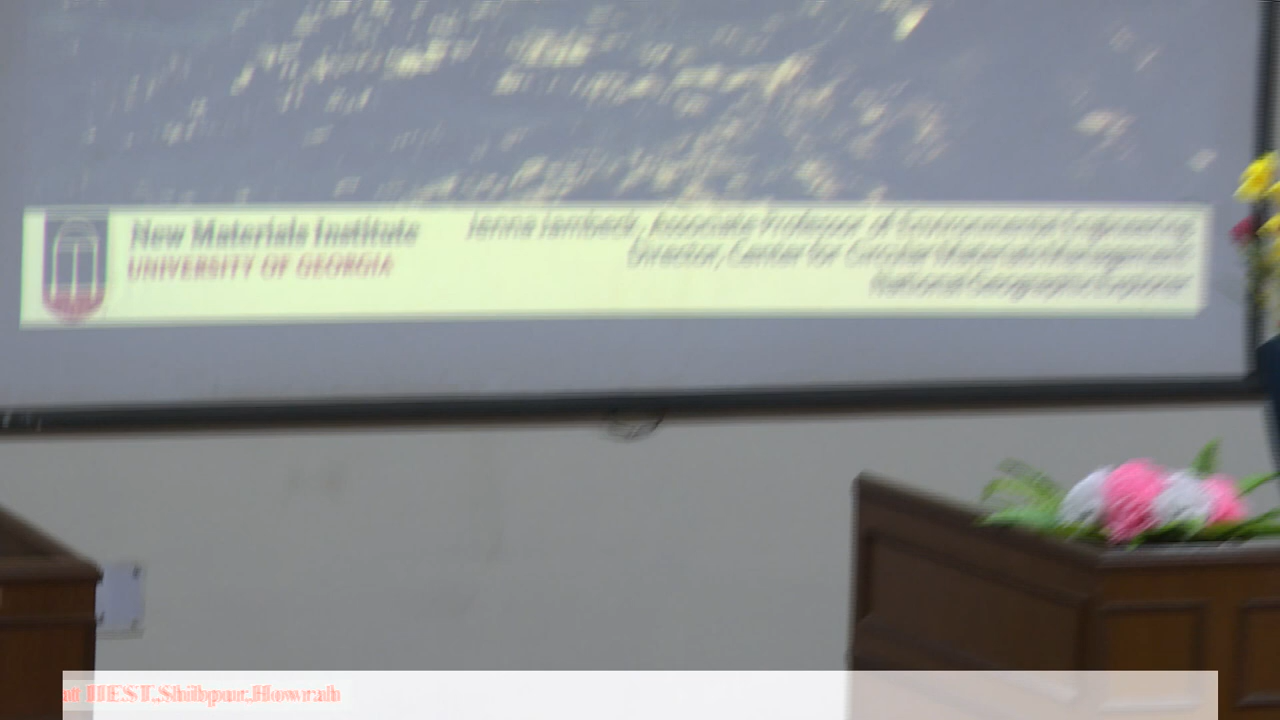 New Materials Institute
UNIVERSITY OF GEORGIA
Jenna Jambeck, Associate Professor of Environmental Engineering
Director, Center for Circular Materials Management
National Geographic Explorer
at IIEST,Shibpur,Howrah